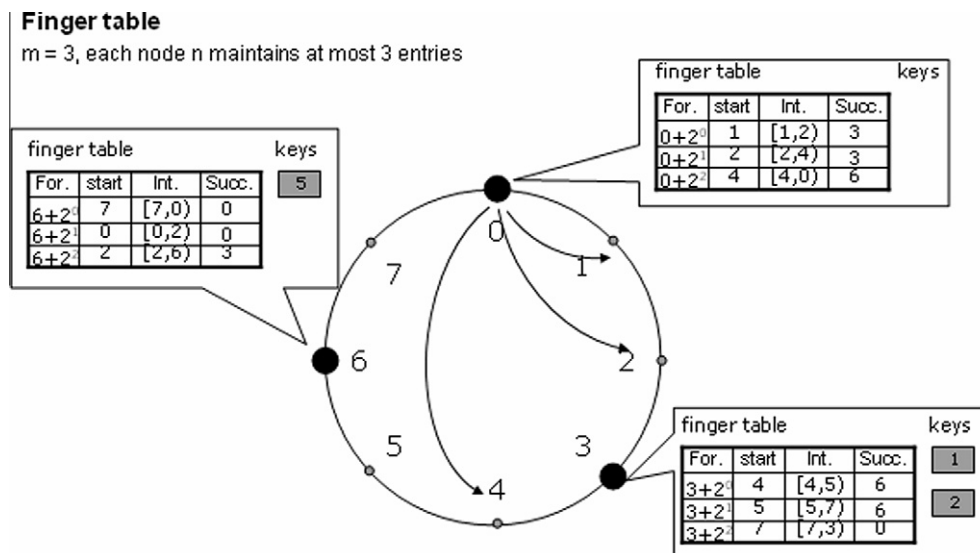 Finger table
m = 3, each node n maintains at most 3 entries
finger table keys
For. start Int. Succ.
0+2⁰ 1 [1,2) 3
0+2¹ 2 [2,4) 3
0+2² 4 [4,0) 6
finger table keys
For. start Int. Succ. 5
6+2⁰ 7 [7,0) 0
6+2¹ 0 [0,2) 0
6+2² 2 [2,6) 3
0
1
7
2
6
3
5
4
finger table keys
For. start Int. Succ. 1
3+2⁰ 4 [4,5) 6
3+2¹ 5 [5,7) 6 2
3+2² 7 [7,3) 0